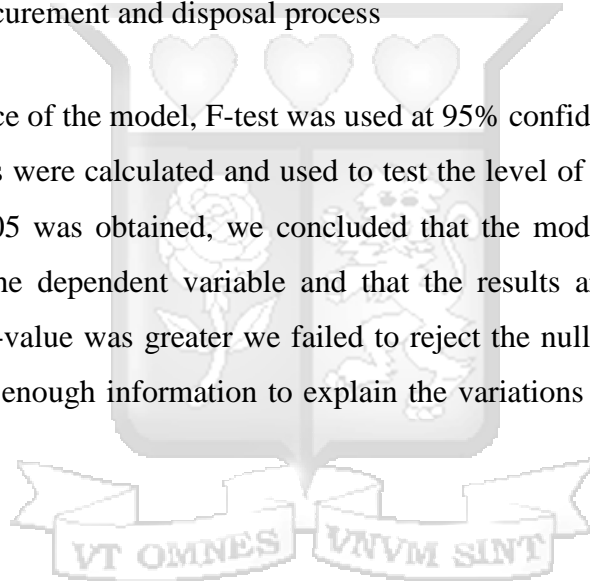 curement and disposal process
ce of the model, F-test was used at 95% confid
s were calculated and used to test the level of
05 was obtained, we concluded that the mod
ne dependent variable and that the results a
-value was greater we failed to reject the null
enough information to explain the variations
VT OMNES VNVM SINT